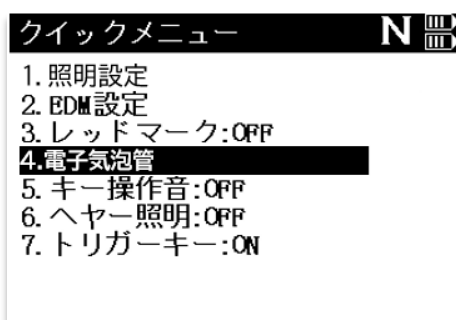 クイックメニュー N
1. 照明設定
2. EDM設定
3. レッドマーク:OFF
4.電子気泡管
5. キー操作音:OFF
6. ヘヤー照明:OFF
7. トリガーキー:ON